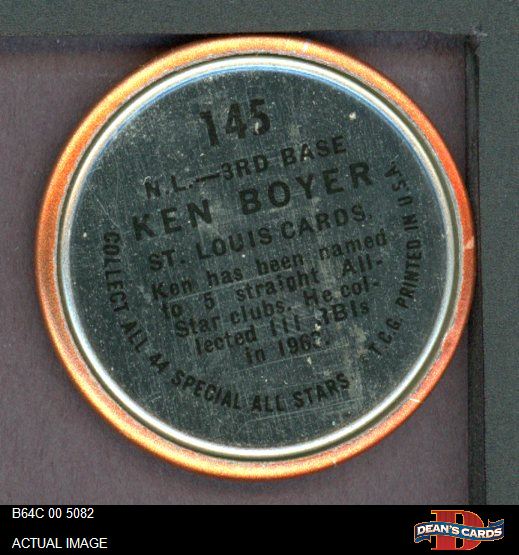 145
N.L.—3RD BASE
KEN BOYER
ST. LOUIS CARDS.
Ken has been named
to 5 straight All-
Star clubs. He col-
lected 111 RBIs
in 1963.
COLLECT ALL 44 SPECIAL ALL STARS
T.C.G. PRINTED IN U.S.A.
B64C 00 5082
ACTUAL IMAGE
DEAN'S CARDS